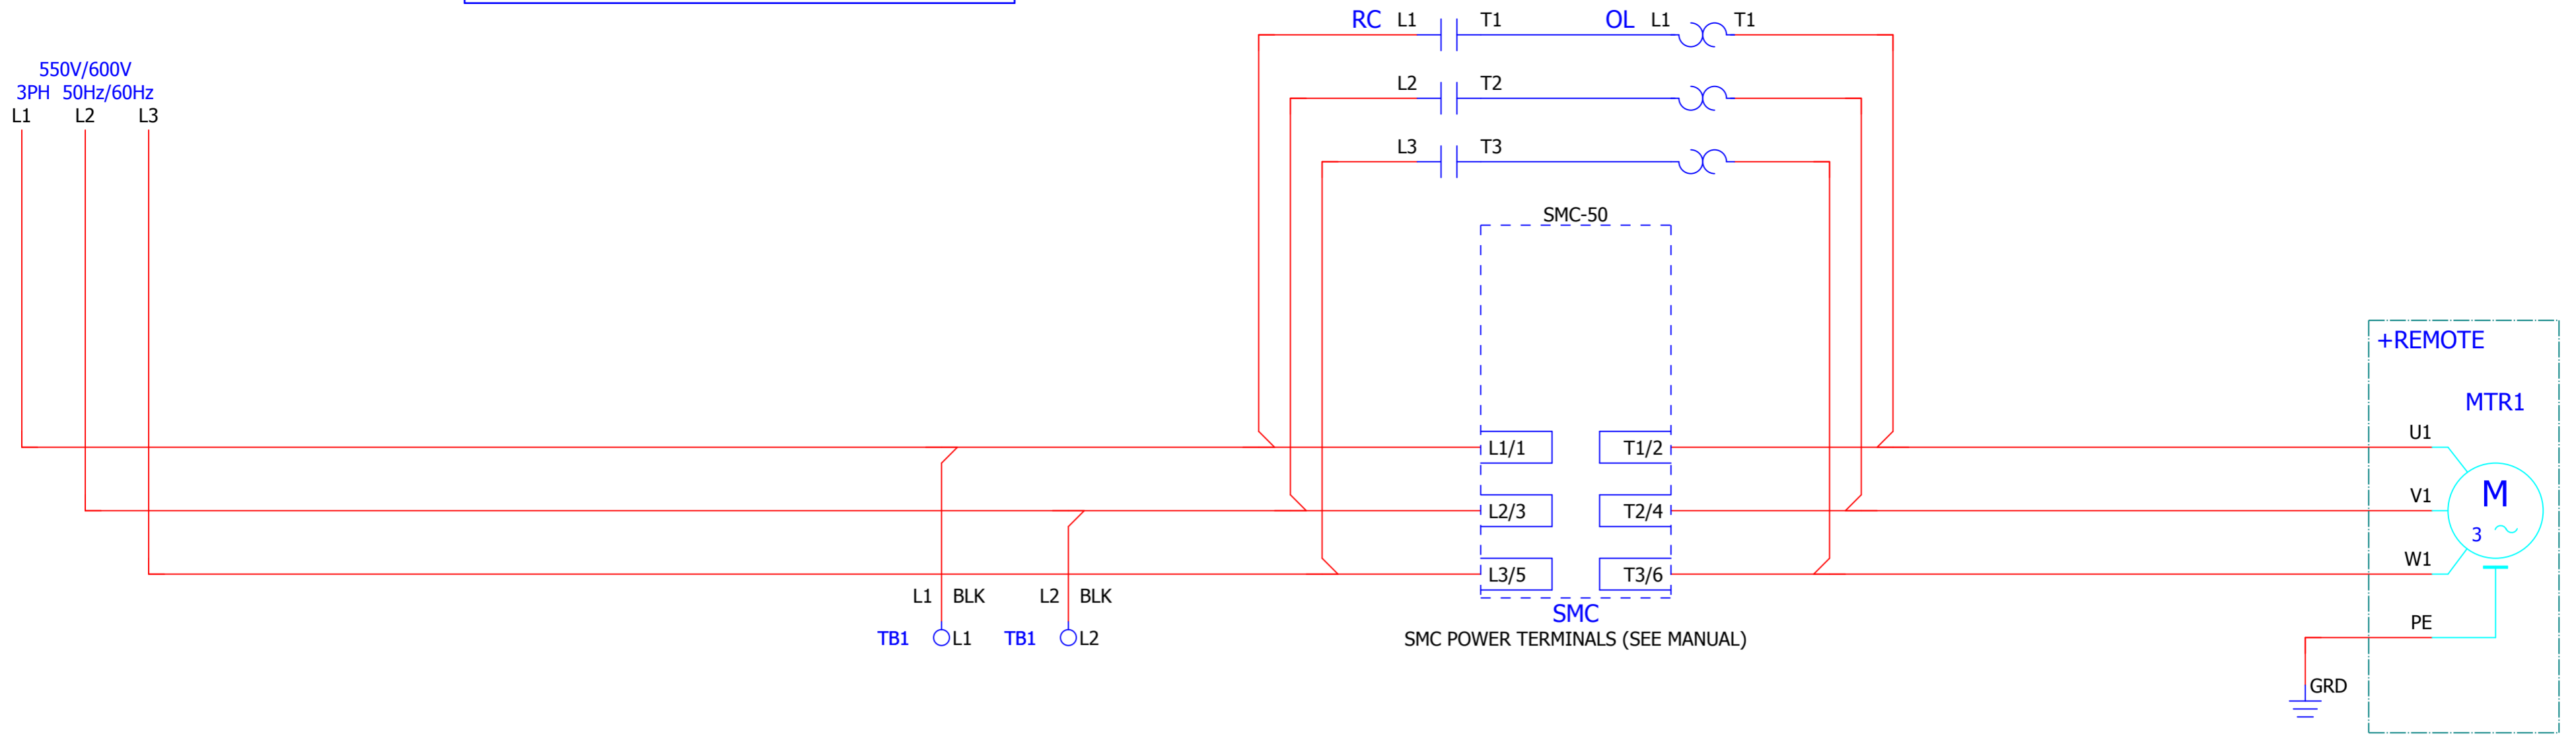 RC L1 T1 OL L1 T1
550V/600V
3PH 50Hz/60Hz
L1 L2 L3
L2 T2
L3 T3
SMC-50
+REMOTE
MTR1
L1/1 T1/2 U1
L2/3 T2/4 V1
M
3
L3/5 T3/6 W1
L1 BLK L2 BLK
SMC
TB1 L1 TB1 L2
SMC POWER TERMINALS (SEE MANUAL)
PE
GRD